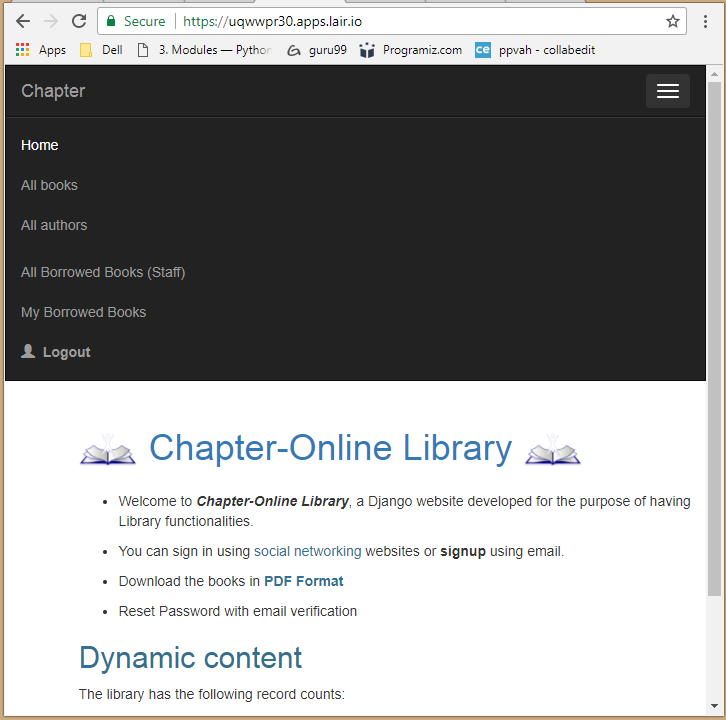 Secure | https://uqwwpr30.apps.lair.io
Apps Dell 3. Modules — Python guru99 Programiz.com ppvah - collabedit
Chapter
Home
All books
All authors
All Borrowed Books (Staff)
My Borrowed Books
Logout
Chapter-Online Library
Welcome to Chapter-Online Library, a Django website developed for the purpose of having
Library functionalities.
You can sign in using social networking websites or signup using email.
Download the books in PDF Format
Reset Password with email verification
Dynamic content
The library has the following record counts: